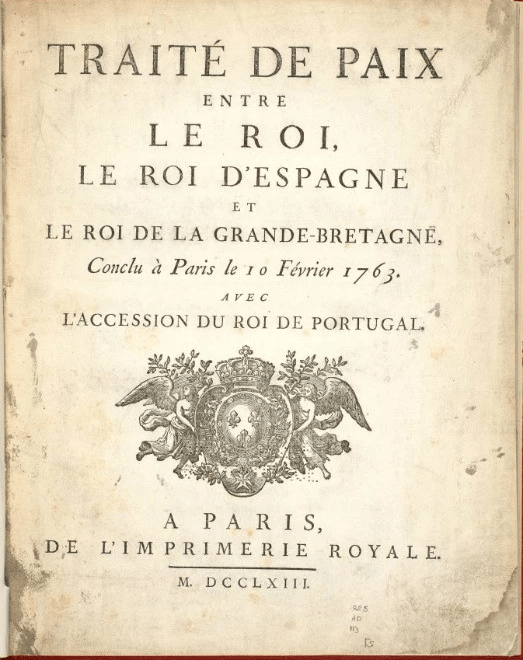 TRAITÉ DE PAIX
ENTRE
LE ROI,
LE ROI D'ESPAGNE
ET
LE ROI DE LA GRANDE-BRETAGNE,
Conclu à Paris le 10 Février 1763.
AVEC
L'ACCESSION DU ROI DE PORTUGAL.
A PARIS,
DE L'IMPRIMERIE ROYALE.
M. DCCLXIII.